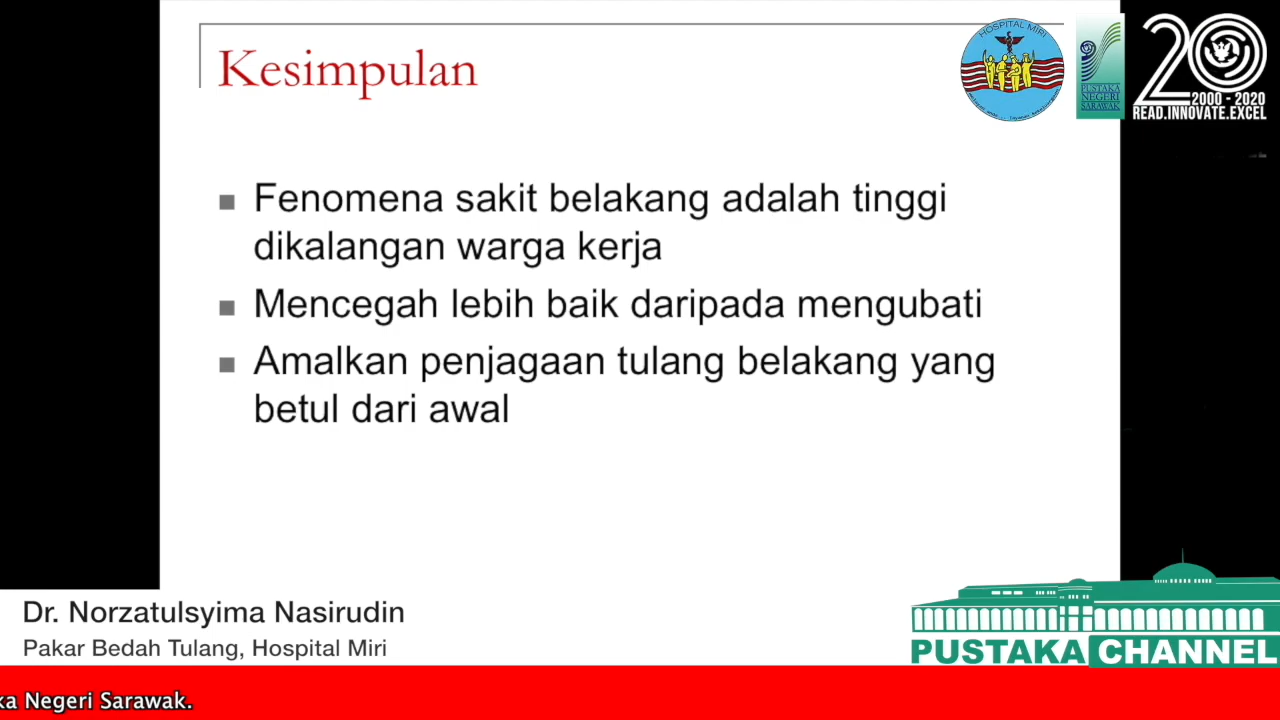 Kesimpulan
HOSPITAL MIRI
PUSTAKA
NEGERI
SARAWAK
20
2000 - 2020
READ.INNOVATE.EXCEL
Fenomena sakit belakang adalah tinggi
dikalangan warga kerja
Mencegah lebih baik daripada mengubati
Amalkan penjagaan tulang belakang yang
betul dari awal
Dr. Norzatulsyima Nasirudin
Pakar Bedah Tulang, Hospital Miri
PUSTAKA CHANNEL
ka Negeri Sarawak.